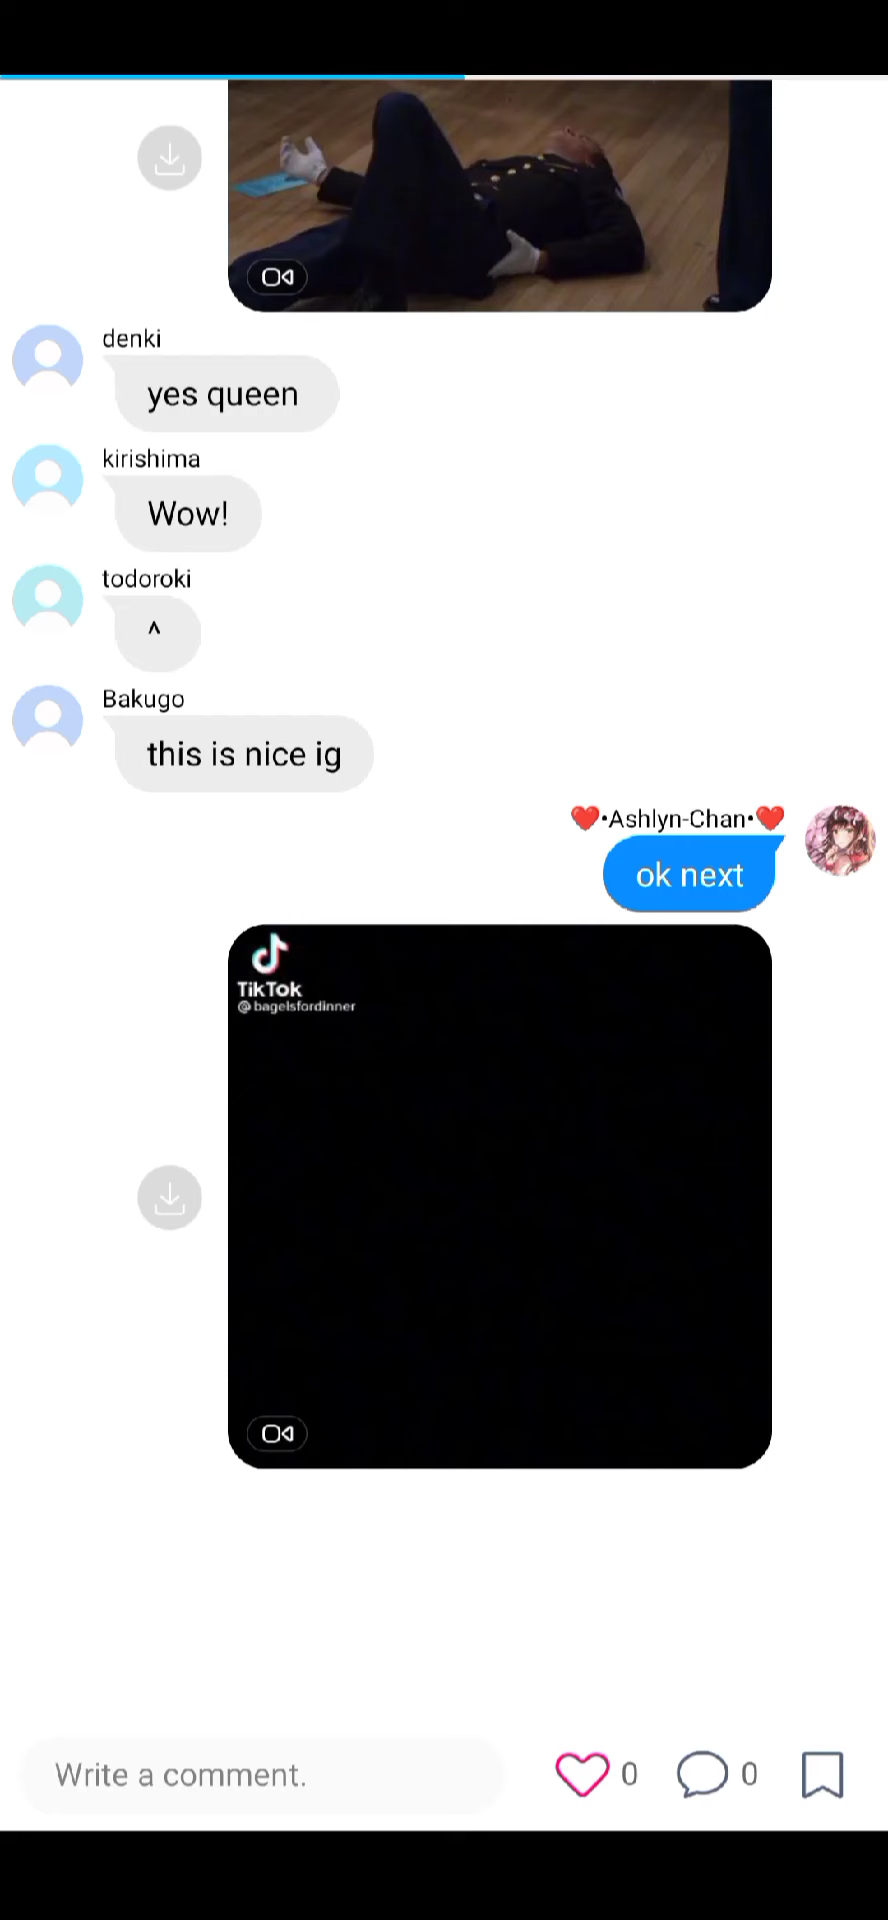 denki
yes queen
kirishima
Wow!
todoroki
^
Bakugo
this is nice ig
❤️•Ashlyn-Chan•❤️
ok next
TikTok
@bagelsfordinner
Write a comment.
0
0